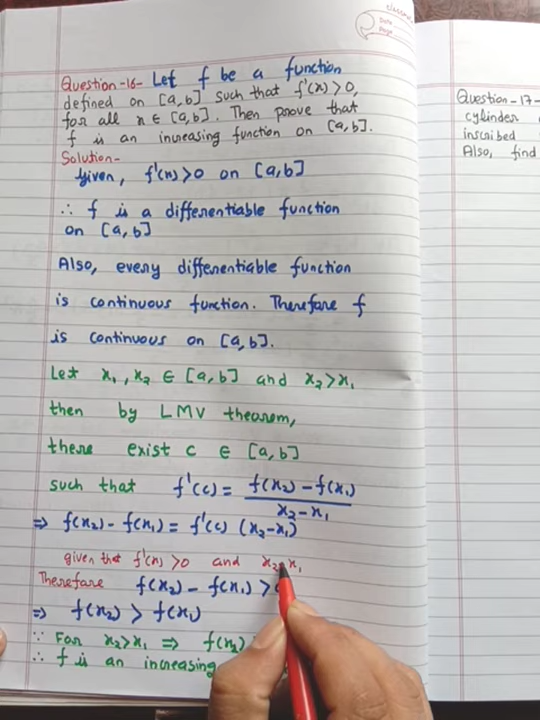 classmate
Date
Page
Question-16- Let f be a function
defined on [a,b] such that f'(x) > 0,
for all x ∈ [a,b]. Then prove that
f is an increasing function on [a,b].
Solution-
Given, f'(x) > 0 on [a,b]
∴ f is a differentiable function
on [a,b]
Also, every differentiable function
is continuous function. Therefore f
is continuous on [a,b].
Let x₁, x₂ ∈ [a,b] and x₂ > x₁
then by LMV theorem,
there exist c ∈ [a,b]
such that f'(c) = f(x₂) - f(x₁) / x₂ - x₁
⇒ f(x₂) - f(x₁) = f'(c) (x₂ - x₁)
given that f'(x) > 0 and x₂ x₁
Therefore f(x₂) - f(x₁) >
⇒ f(x₂) > f(x₁)
∵ For x₂ > x₁ ⇒ f(x₂)
∴ f is an increasing
Question-17-
cylinder
inscribed
Also, find